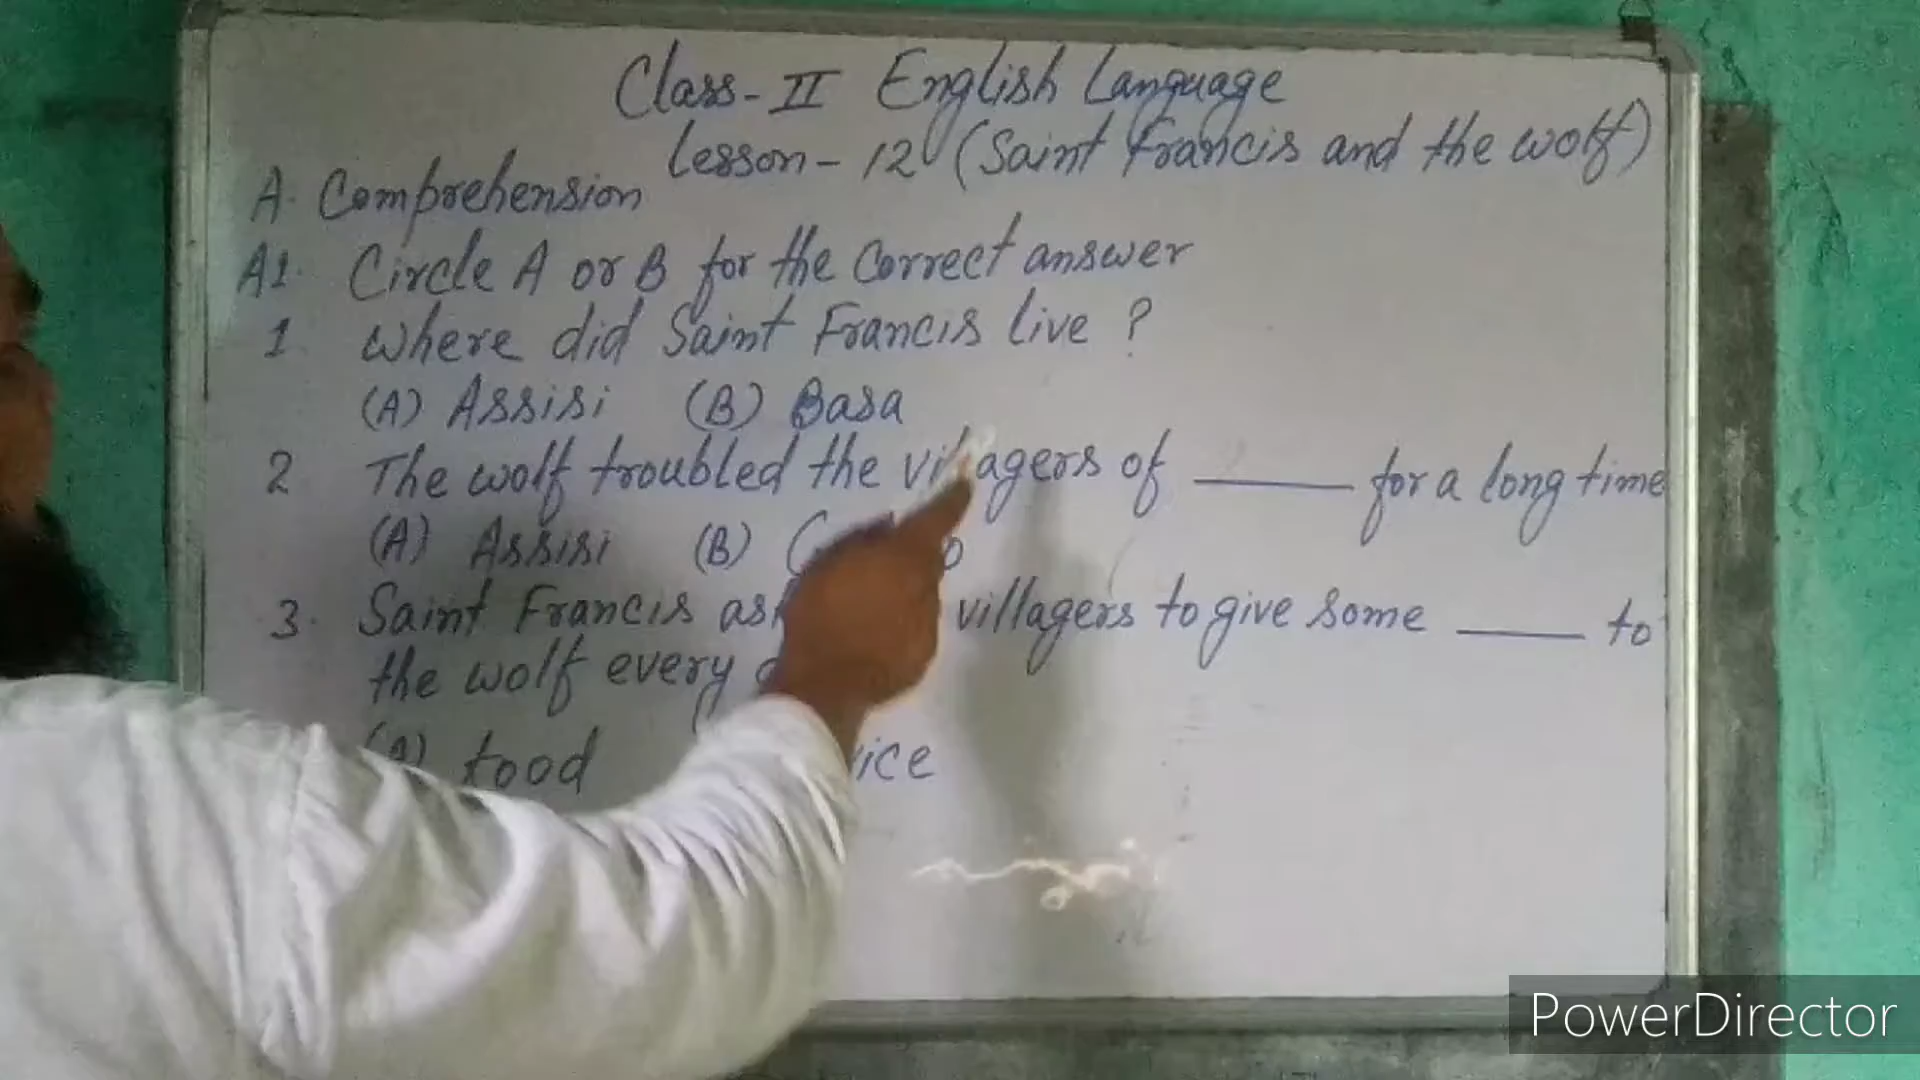 Class-II English Language
Lesson-12 (Saint Francis and the wolf)
A. Comprehension
A1. Circle A or B for the correct answer
1. Where did Saint Francis live?
(A) Assisi (B) Basa
2 The wolf troubled the villagers of ____ for a long time
(A) Assisi (B)
3. Saint Francis villagers to give some ____ to
the wolf every
(A) food
PowerDirector